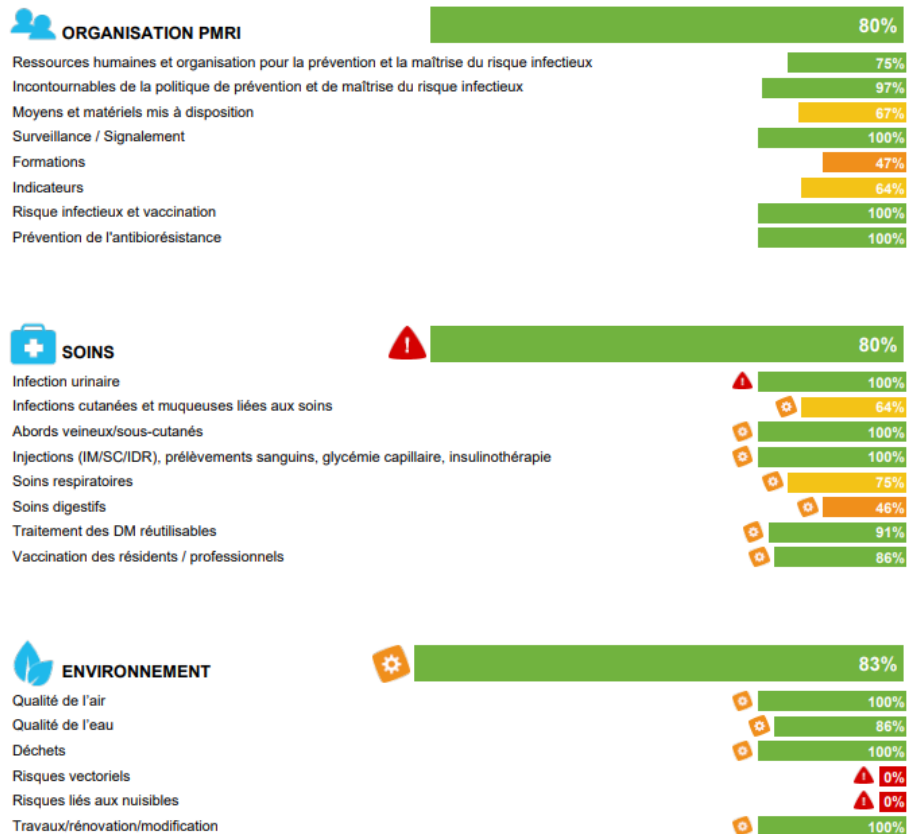 ORGANISATION PMRI 80%
Ressources humaines et organisation pour la prévention et la maîtrise du risque infectieux 75%
Incontournables de la politique de prévention et de maîtrise du risque infectieux 97%
Moyens et matériels mis à disposition 67%
Surveillance / Signalement 100%
Formations 47%
Indicateurs 64%
Risque infectieux et vaccination 100%
Prévention de l'antibiorésistance 100%
SOINS 80%
Infection urinaire 100%
Infections cutanées et muqueuses liées aux soins 64%
Abords veineux/sous-cutanés 100%
Injections (IM/SC/IDR), prélèvements sanguins, glycémie capillaire, insulinothérapie 100%
Soins respiratoires 75%
Soins digestifs 46%
Traitement des DM réutilisables 91%
Vaccination des résidents / professionnels 86%
ENVIRONNEMENT 83%
Qualité de l'air 100%
Qualité de l'eau 86%
Déchets 100%
Risques vectoriels 0%
Risques liés aux nuisibles 0%
Travaux/rénovation/modification 100%